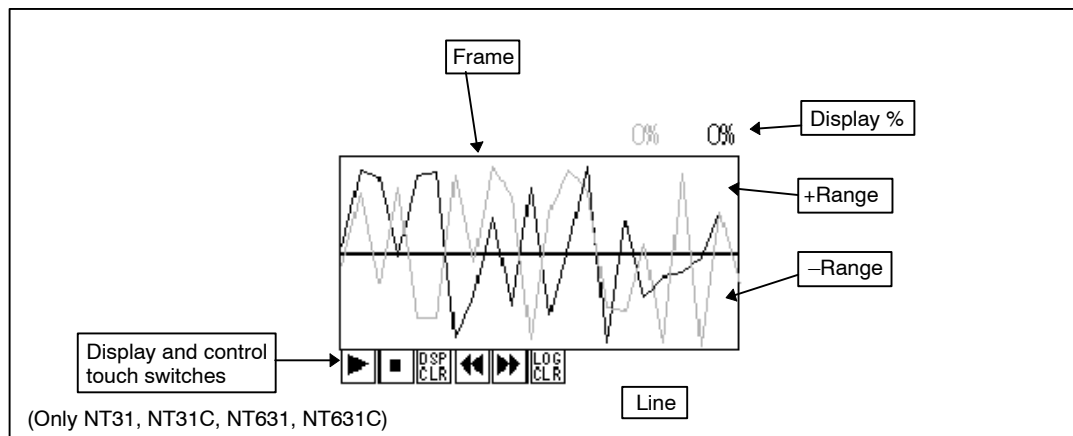 Frame
0% 0%
Display %
+Range
–Range
Display and control
touch switches
DSP
CLR
LOG
CLR
Line
(Only NT31, NT31C, NT631, NT631C)